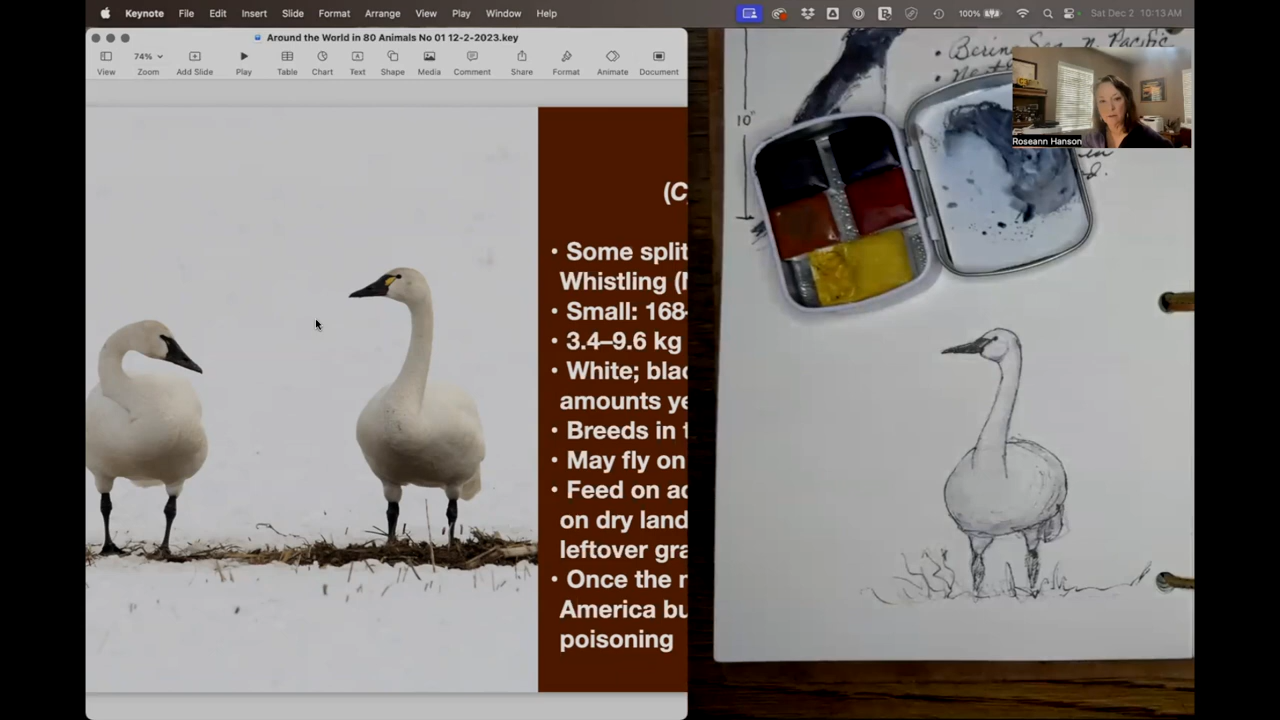 Keynote File Edit Insert Slide Format Arrange View Play Window Help
100% Sat Dec 2 10:13 AM
Around the World in 80 Animals No 01 12-2-2023.key
74%
View Zoom Add Slide Play Table Chart Text Shape Media Comment Share Format Animate Document
(C
• Some split
Whistling (
• Small: 168-
• 3.4–9.6 kg
• White; blac
amounts ye
• Breeds in t
• May fly on
• Feed on ac
on dry land
leftover gra
• Once the
America bu
poisoning
• Bering Sea, n. Pacific
10"
Roseann Hanson